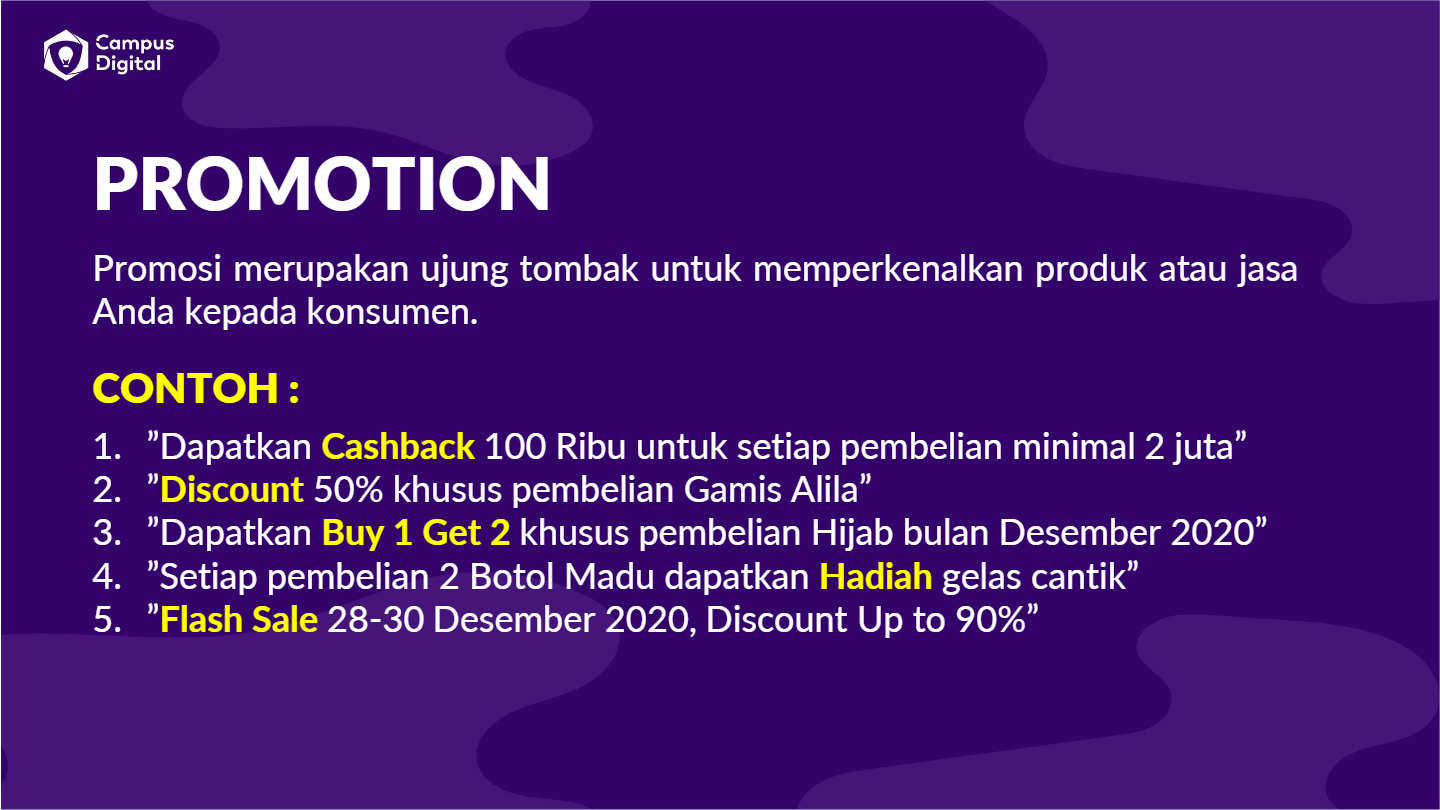 Campus
Digital
PROMOTION
Promosi merupakan ujung tombak untuk memperkenalkan produk atau jasa
Anda kepada konsumen.
CONTOH :
1. ”Dapatkan Cashback 100 Ribu untuk setiap pembelian minimal 2 juta”
2. ”Discount 50% khusus pembelian Gamis Alila”
3. ”Dapatkan Buy 1 Get 2 khusus pembelian Hijab bulan Desember 2020”
4. ”Setiap pembelian 2 Botol Madu dapatkan Hadiah gelas cantik”
5. ”Flash Sale 28-30 Desember 2020, Discount Up to 90%”